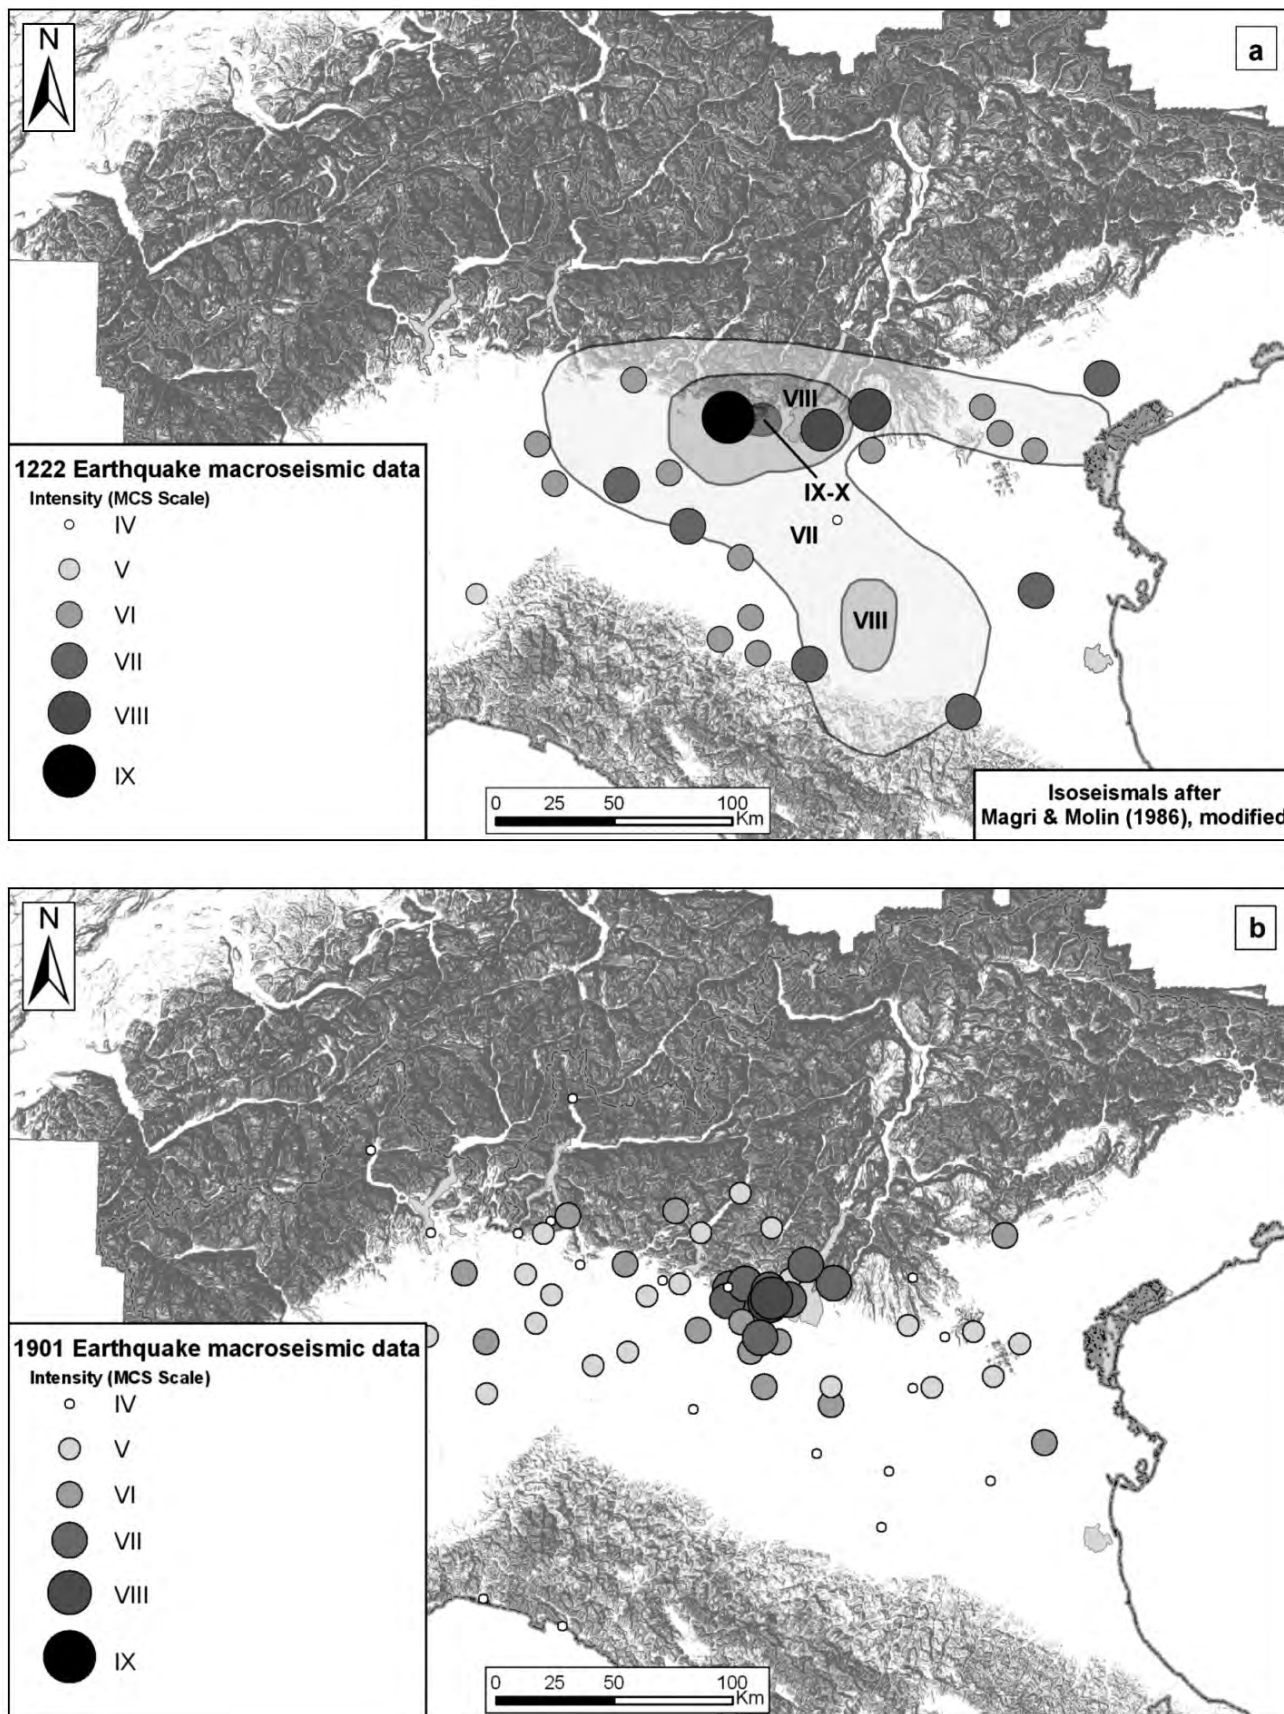 N
a
VIII
IX-X
VII
VIII
1222 Earthquake macroseismic data
Intensity (MCS Scale)
IV
V
VI
VII
VIII
IX
0 25 50 100
Km
Isoseismals after
Magri & Molin (1986), modified
N
b
1901 Earthquake macroseismic data
Intensity (MCS Scale)
IV
V
VI
VII
VIII
IX
0 25 50 100
Km